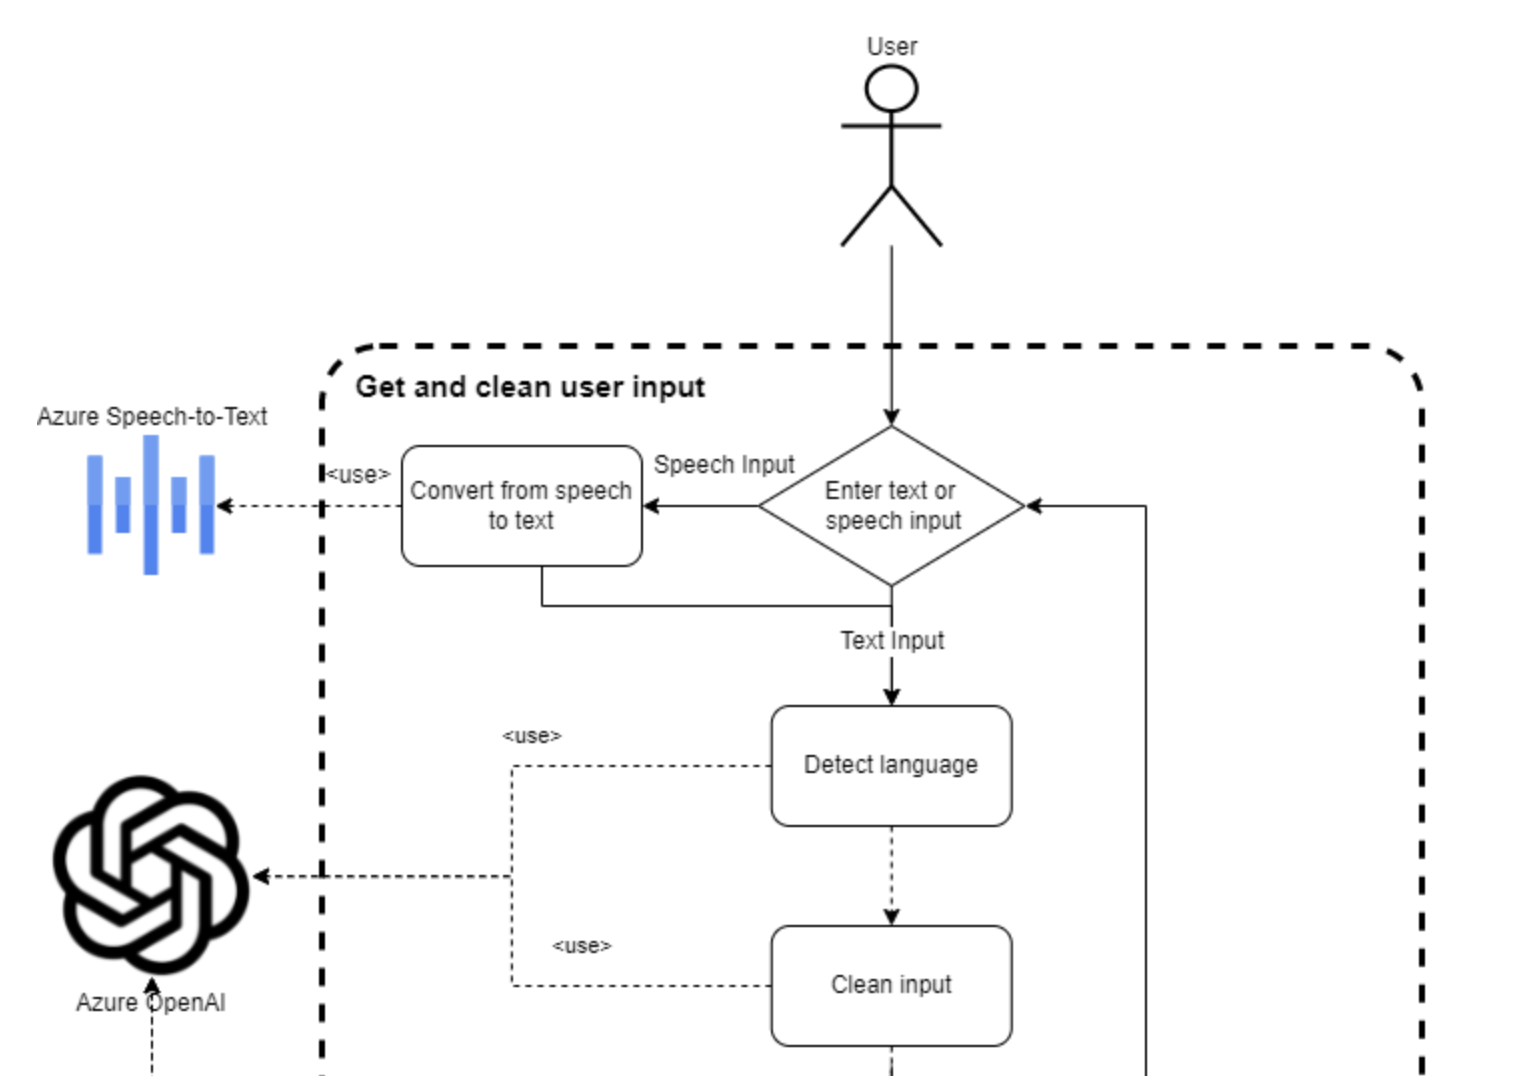 User
Get and clean user input
Azure Speech-to-Text
<use>
Convert from speech
to text
Speech Input
Enter text or
speech input
Text Input
<use>
Detect language
<use>
Clean input
Azure OpenAI